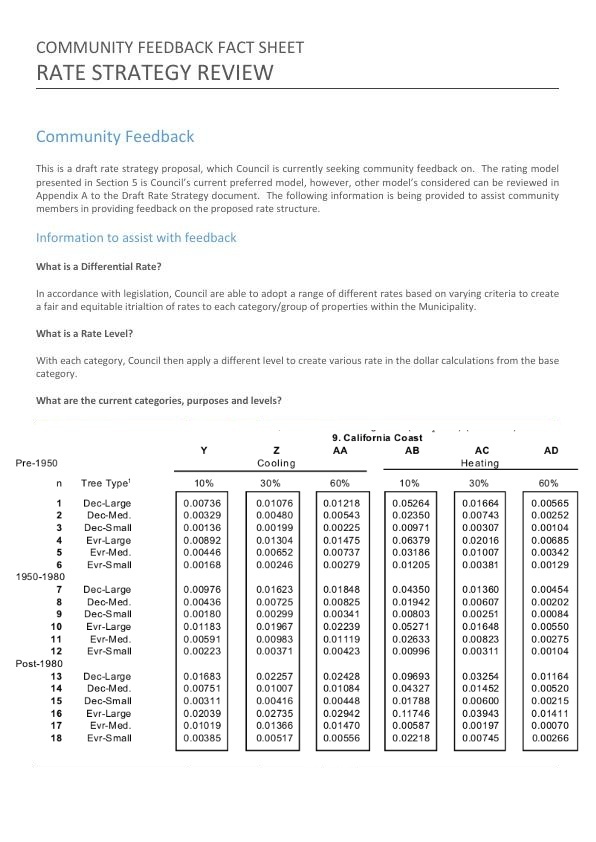 COMMUNITY FEEDBACK FACT SHEET
RATE STRATEGY REVIEW
Community Feedback
This is a draft rate strategy proposal, which Council is currently seeking community feedback on. The rating model
presented in Section 5 is Council's current preferred model, however, other model's considered can be reviewed in
Appendix A to the Draft Rate Strategy document. The following information is being provided to assist community
members in providing feedback on the proposed rate structure.
Information to assist with feedback
What is a Differential Rate?
In accordance with legislation, Council are able to adopt a range of different rates based on varying criteria to create
a fair and equitable itrialtion of rates to each category/group of properties within the Municipality.
What is a Rate Level?
With each category, Council then apply a different level to create various rate in the dollar calculations from the base
category.
What are the current categories, purposes and levels?
9. California Coast
Y Z AA AB AC AD
Pre-1950 Cooling Heating
n Tree Type¹ 10% 30% 60% 10% 30% 60%
1 Dec-Large 0.00736 0.01076 0.01218 0.05264 0.01664 0.00565
2 Dec-Med. 0.00329 0.00480 0.00543 0.02350 0.00743 0.00252
3 Dec-Small 0.00136 0.00199 0.00225 0.00971 0.00307 0.00104
4 Evr-Large 0.00892 0.01304 0.01475 0.06379 0.02016 0.00685
5 Evr-Med. 0.00446 0.00652 0.00737 0.03186 0.01007 0.00342
6 Evr-Small 0.00168 0.00246 0.00279 0.01205 0.00381 0.00129
1950-1980
7 Dec-Large 0.00976 0.01623 0.01848 0.04350 0.01360 0.00454
8 Dec-Med. 0.00436 0.00725 0.00825 0.01942 0.00607 0.00202
9 Dec-Small 0.00180 0.00299 0.00341 0.00803 0.00251 0.00084
10 Evr-Large 0.01183 0.01967 0.02239 0.05271 0.01648 0.00550
11 Evr-Med. 0.00591 0.00983 0.01119 0.02633 0.00823 0.00275
12 Evr-Small 0.00223 0.00371 0.00423 0.00996 0.00311 0.00104
Post-1980
13 Dec-Large 0.01683 0.02257 0.02428 0.09693 0.03254 0.01164
14 Dec-Med. 0.00751 0.01007 0.01084 0.04327 0.01452 0.00520
15 Dec-Small 0.00311 0.00416 0.00448 0.01788 0.00600 0.00215
16 Evr-Large 0.02039 0.02735 0.02942 0.11746 0.03943 0.01411
17 Evr-Med. 0.01019 0.01366 0.01470 0.00587 0.00197 0.00070
18 Evr-Small 0.00385 0.00517 0.00556 0.02218 0.00745 0.00266